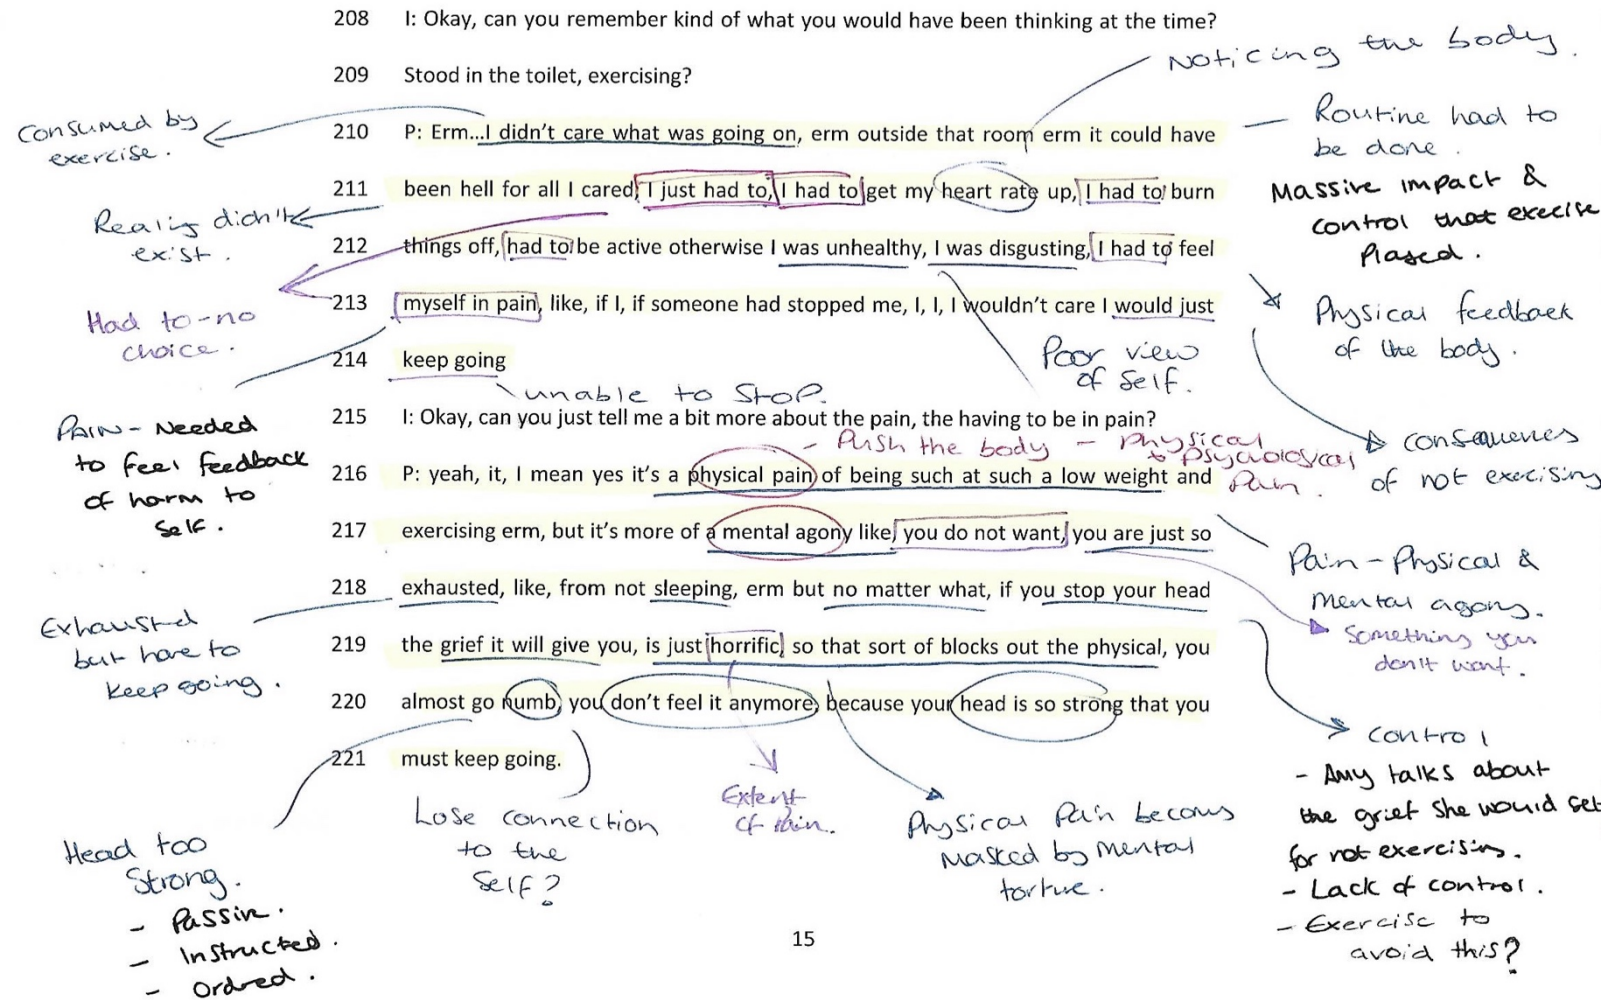 208 I: Okay, can you remember kind of what you would have been thinking at the time?
209 Stood in the toilet, exercising?
210 P: Erm...I didn't care what was going on, erm outside that room erm it could have
211 been hell for all I cared, I just had to, I had to get my heart rate up, I had to burn
212 things off, had to be active otherwise I was unhealthy, I was disgusting, I had to feel
213 myself in pain, like, if I, if someone had stopped me, I, I, I wouldn't care I would just
214 keep going
215 I: Okay, can you just tell me a bit more about the pain, the having to be in pain?
216 P: yeah, it, I mean yes it's a physical pain of being such at such a low weight and
217 exercising erm, but it's more of a mental agony like, you do not want, you are just so
218 exhausted, like, from not sleeping, erm but no matter what, if you stop your head
219 the grief it will give you, is just horrific, so that sort of blocks out the physical, you
220 almost go numb, you don't feel it anymore, because your head is so strong that you
221 must keep going.
15
Consumed by
exercise.
didn't
exist.
Had to - no
choice.
PAIN - Needed
to feel feedback
of harm to
self.
Exhausted
but have to
keep going.
Head too
Strong.
-
- Instructed.
- Ordred.
unable to stop.
Poor view
of self.
- Push the body - physical
& psychological
Pain.
Lose connection
to the
self?
Extent
of pain.
Physical Pain becoms
masked by mental
torture.
Noticing the body.
Routine had to
be done.
Massive impact &
control that execise
Physical feedback
of the body.
of not exercising
Pain - Physical &
mental agony.
Something you
don't want.
Control
- Amy talks about
the grief she would get
for not exercising.
- Lack of control.
- Exercise to
avoid this?